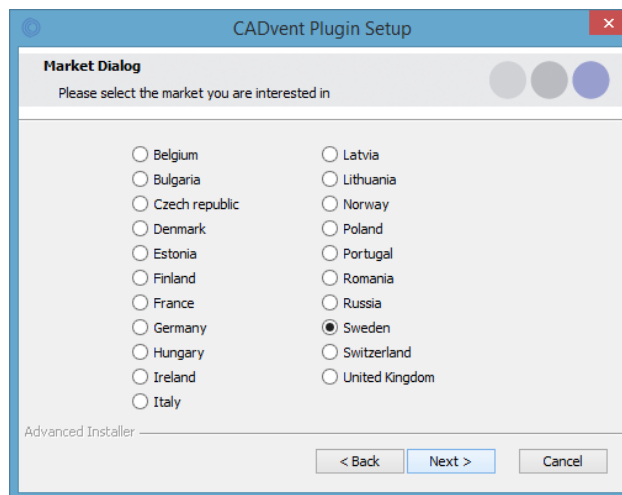 CADvent Plugin Setup
Market Dialog
Please select the market you are interested in
Belgium
Bulgaria
Czech republic
Denmark
Estonia
Finland
France
Germany
Hungary
Ireland
Italy
Latvia
Lithuania
Norway
Poland
Portugal
Romania
Russia
Sweden
Switzerland
United Kingdom
Advanced Installer
< Back
Next >
Cancel